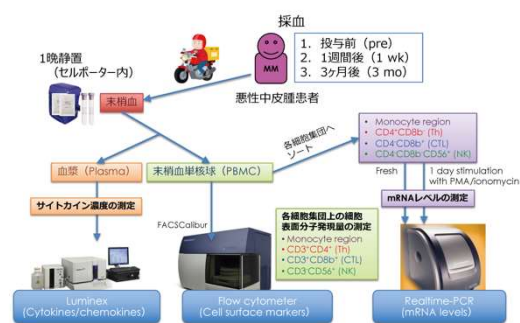 採血
1晩静置
(セルポーター内)
MM
1. 投与前 (pre)
2. 1週間後 (1 wk)
3. 3ヶ月後 (3 mo)
末梢血
悪性中皮腫患者
各細胞集団へ
ソート
• Monocyte region
• CD4⁺CD8b⁻ (Th)
• CD4⁻CD8b⁺ (CTL)
• CD4⁻CD8b⁻CD56⁺ (NK)
血漿 (Plasma)
末梢血単核球 (PBMC)
Fresh
1 day stimulation
with PMA/ionomycin
サイトカイン濃度の測定
FACSCalibur
各細胞集団上の細胞
表面分子発現量の測定
• Monocyte region
• CD3⁺CD4⁺ (Th)
• CD3⁺CD8b⁺ (CTL)
• CD3⁻CD56⁺ (NK)
mRNAレベルの測定
Luminex
(Cytokines/chemokines)
Flow cytometer
(Cell surface markers)
Realtime-PCR
(mRNA levels)